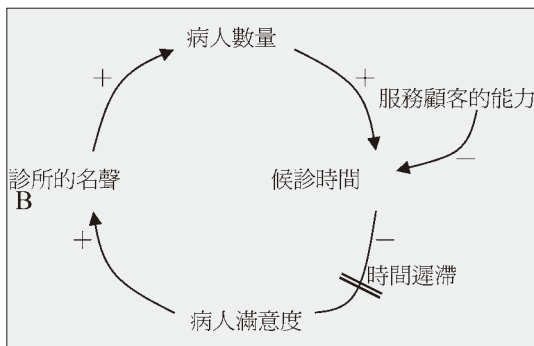 病人數量
+
+
服務顧客的能力
−
診所的名聲
B
候診時間
+
−
時間遲滯
病人滿意度